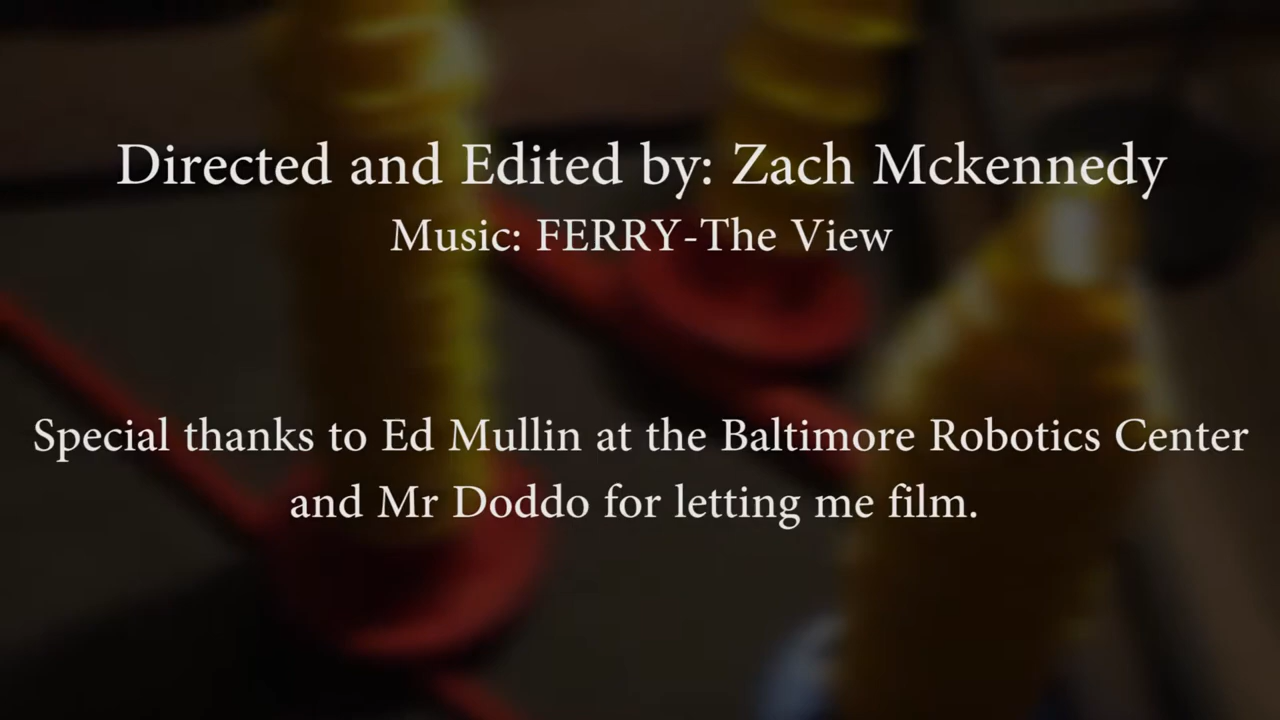 Directed and Edited by: Zach Mckennedy
Music: FERRY-The View
Special thanks to Ed Mullin at the Baltimore Robotics Center
and Mr Doddo for letting me film.